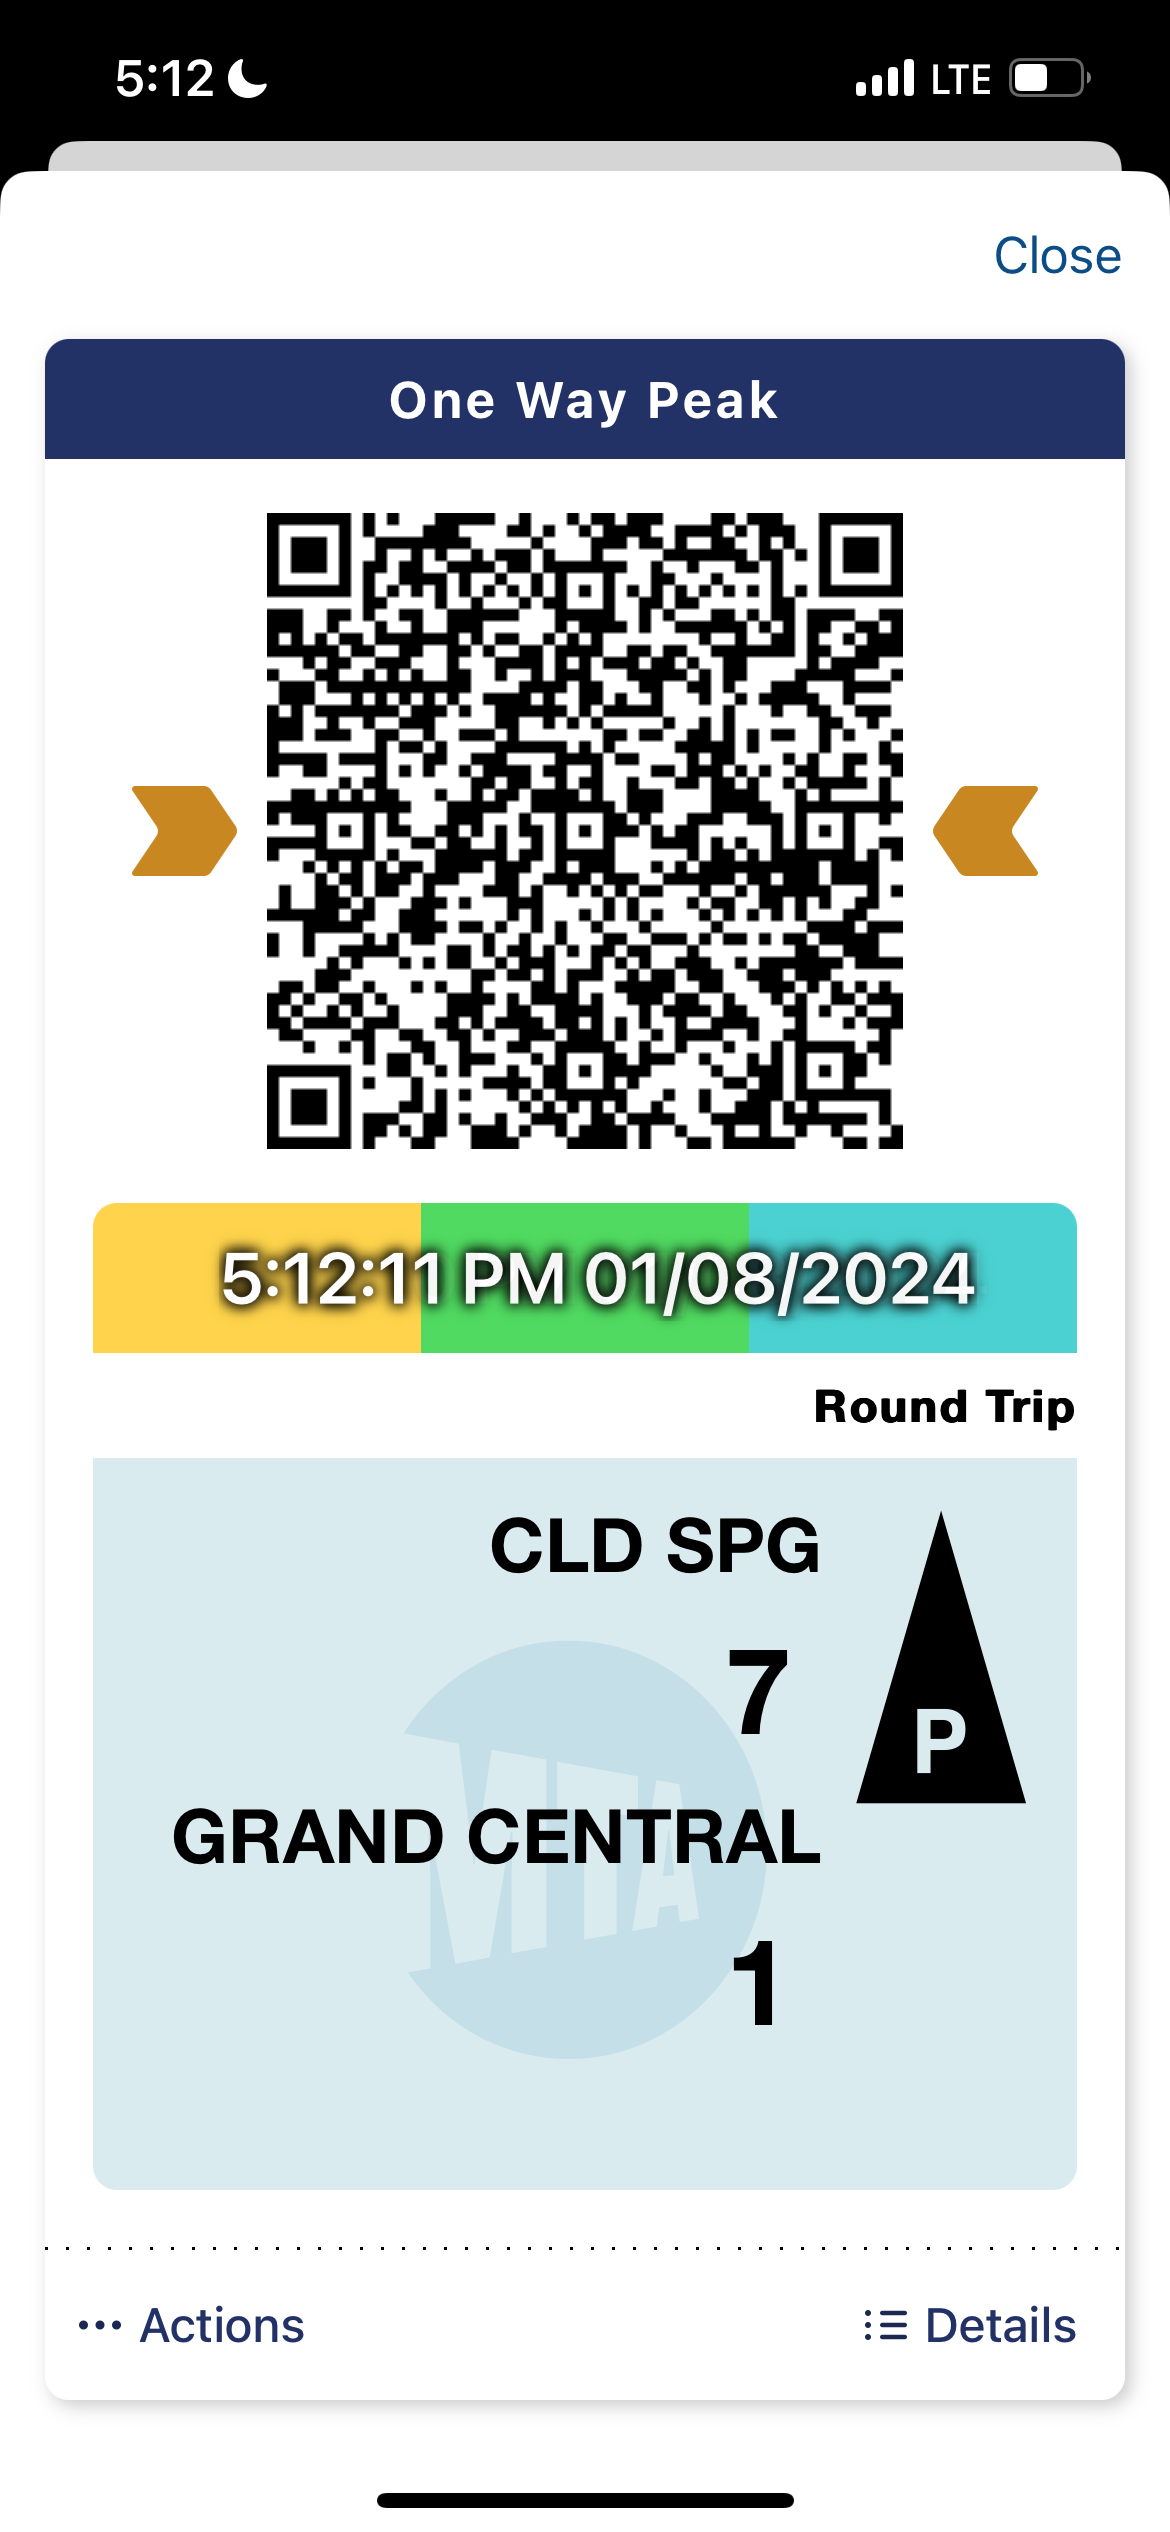 5:12
LTE
Close
One Way Peak
5:12:11 PM 01/08/2024
Round Trip
CLD SPG
7
P
MTA
GRAND CENTRAL
1
Actions
Details